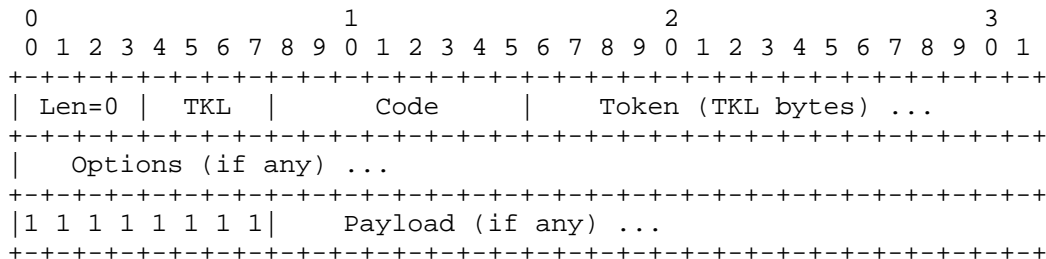 0                   1                   2                   3
 0 1 2 3 4 5 6 7 8 9 0 1 2 3 4 5 6 7 8 9 0 1 2 3 4 5 6 7 8 9 0 1
+-+-+-+-+-+-+-+-+-+-+-+-+-+-+-+-+-+-+-+-+-+-+-+-+-+-+-+-+-+-+-+-+
| Len=0 |  TKL  |      Code     |    Token (TKL bytes) ...
+-+-+-+-+-+-+-+-+-+-+-+-+-+-+-+-+-+-+-+-+-+-+-+-+-+-+-+-+-+-+-+-+
|   Options (if any) ...
+-+-+-+-+-+-+-+-+-+-+-+-+-+-+-+-+-+-+-+-+-+-+-+-+-+-+-+-+-+-+-+-+
|1 1 1 1 1 1 1 1|    Payload (if any) ...
+-+-+-+-+-+-+-+-+-+-+-+-+-+-+-+-+-+-+-+-+-+-+-+-+-+-+-+-+-+-+-+-+